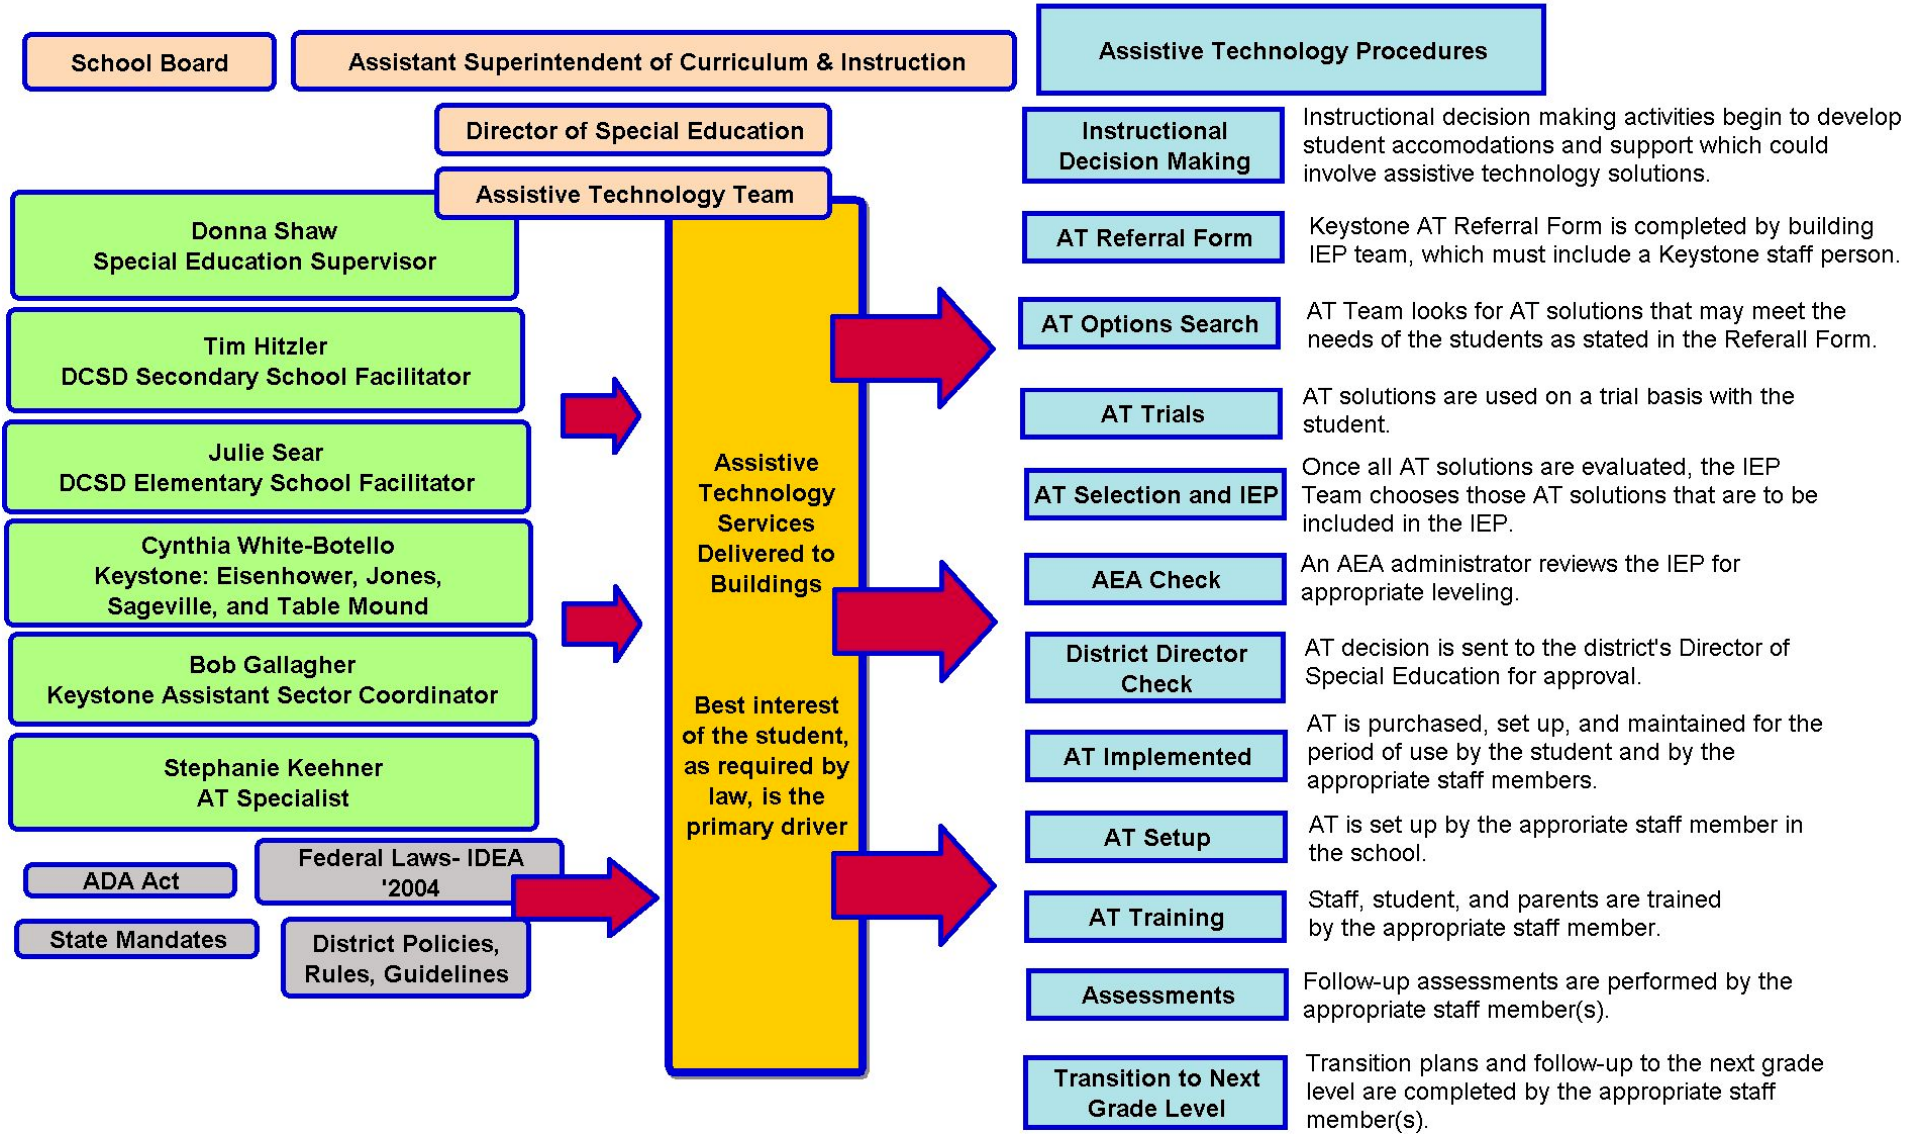 School Board
Assistant Superintendent of Curriculum & Instruction
Director of Special Education
Assistive Technology Team
Donna Shaw
Special Education Supervisor
Tim Hitzler
DCSD Secondary School Facilitator
Julie Sear
DCSD Elementary School Facilitator
Cynthia White-Botello
Keystone: Eisenhower, Jones,
Sageville, and Table Mound
Bob Gallagher
Keystone Assistant Sector Coordinator
Stephanie Keehner
AT Specialist
ADA Act
Federal Laws- IDEA
'2004
State Mandates
District Policies,
Rules, Guidelines
Assistive
Technology
Services
Delivered to
Buildings
Best interest
of the student,
as required by
law, is the
primary driver
Assistive Technology Procedures
Instructional
Decision Making
Instructional decision making activities begin to develop
student accomodations and support which could
involve assistive technology solutions.
AT Referral Form
Keystone AT Referral Form is completed by building
IEP team, which must include a Keystone staff person.
AT Options Search
AT Team looks for AT solutions that may meet the
needs of the students as stated in the Referall Form.
AT Trials
AT solutions are used on a trial basis with the
student.
AT Selection and IEP
Once all AT solutions are evaluated, the IEP
Team chooses those AT solutions that are to be
included in the IEP.
AEA Check
An AEA administrator reviews the IEP for
appropriate leveling.
District Director
Check
AT decision is sent to the district's Director of
Special Education for approval.
AT Implemented
AT is purchased, set up, and maintained for the
period of use by the student and by the
appropriate staff members.
AT Setup
AT is set up by the approriate staff member in
the school.
AT Training
Staff, student, and parents are trained
by the appropriate staff member.
Assessments
Follow-up assessments are performed by the
appropriate staff member(s).
Transition to Next
Grade Level
Transition plans and follow-up to the next grade
level are completed by the appropriate staff
member(s).